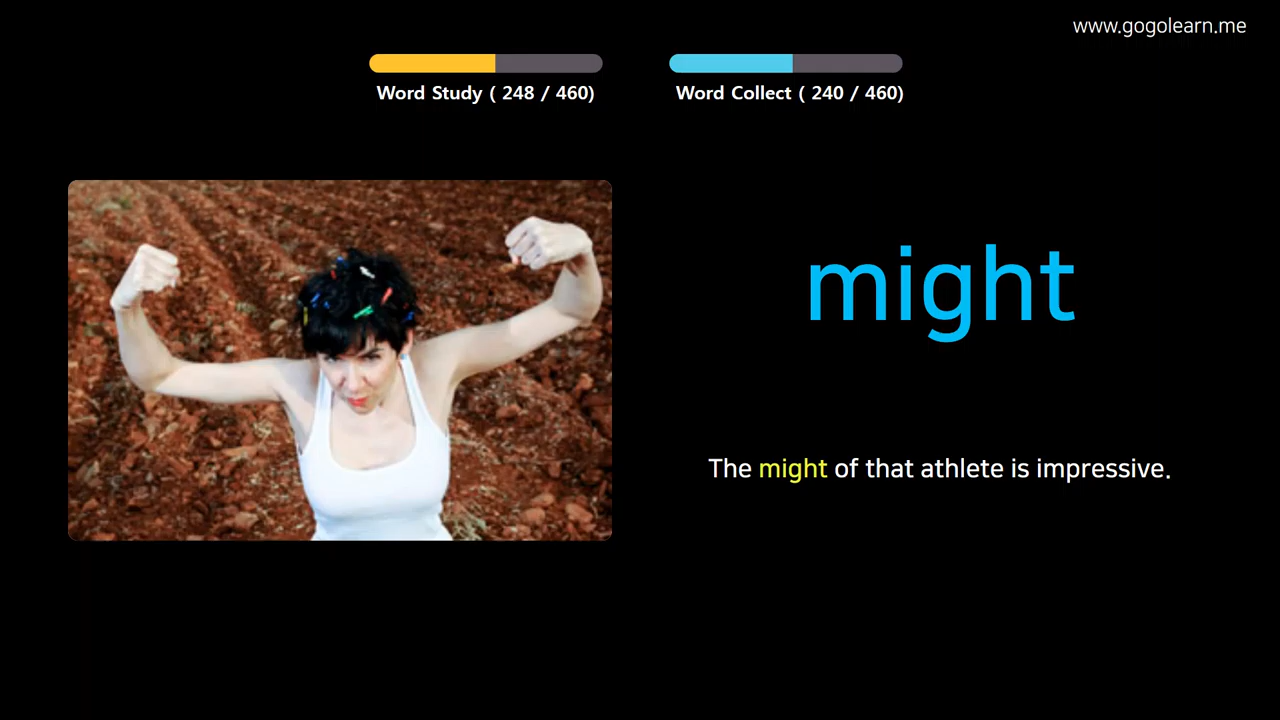 www.gogolearn.me
Word Study ( 248 / 460)
Word Collect ( 240 / 460)
might
The might of that athlete is impressive.